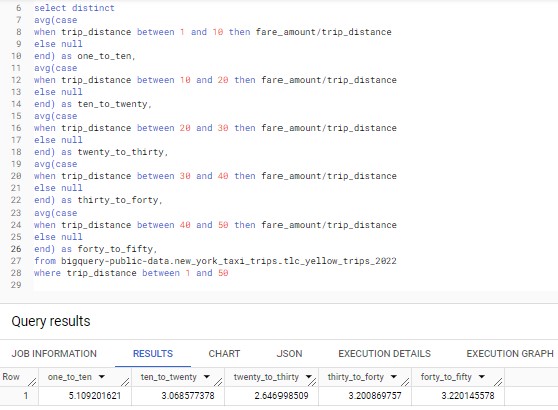 6 select distinct
7 avg(case
8 when trip_distance between 1 and 10 then fare_amount/trip_distance
9 else null
10 end) as one_to_ten,
11 avg(case
12 when trip_distance between 10 and 20 then fare_amount/trip_distance
13 else null
14 end) as ten_to_twenty,
15 avg(case
16 when trip_distance between 20 and 30 then fare_amount/trip_distance
17 else null
18 end) as twenty_to_thirty,
19 avg(case
20 when trip_distance between 30 and 40 then fare_amount/trip_distance
21 else null
22 end) as thirty_to_forty,
23 avg(case
24 when trip_distance between 40 and 50 then fare_amount/trip_distance
25 else null
26 end) as forty_to_fifty,
27 from bigquery-public-data.new_york_taxi_trips.tlc_yellow_trips_2022
28 where trip_distance between 1 and 50
29
Query results
JOB INFORMATION RESULTS CHART JSON EXECUTION DETAILS EXECUTION GRAPH
Row one_to_ten ten_to_twenty twenty_to_thirty thirty_to_forty forty_to_fifty
1 5.109201621 3.068577378 2.646998509 3.200869757 3.220145578